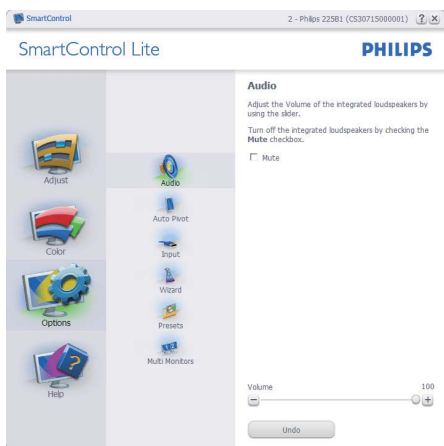 SmartControl
2 - Philips 225B1 (CS30715000001)
? X
SmartControl Lite
PHILIPS
Adjust
Color
Options
Help
Audio
Auto Pivot
Input
Wizard
Presets
1 2
Multi Monitors
Audio
Adjust the Volume of the integrated loudspeakers by
using the slider.
Turn off the integrated loudspeakers by checking the
Mute checkbox.
Mute
Volume 100
- +
Undo